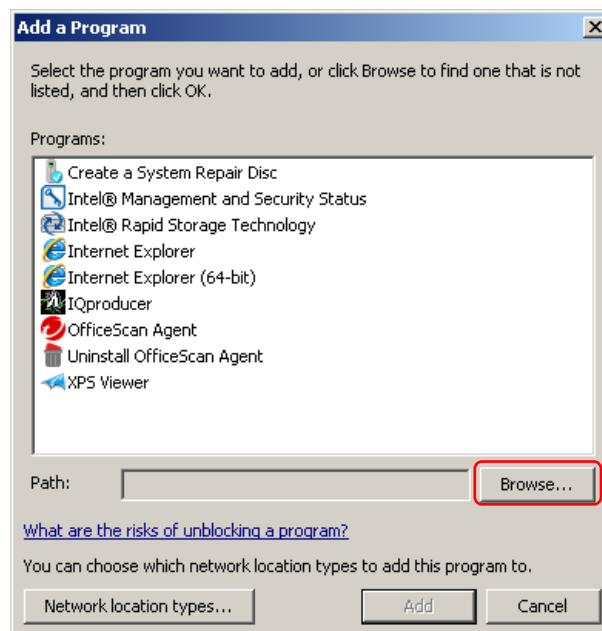 Add a Program
Select the program you want to add, or click Browse to find one that is not
listed, and then click OK.
Programs:
Create a System Repair Disc
Intel® Management and Security Status
Intel® Rapid Storage Technology
Internet Explorer
Internet Explorer (64-bit)
IQproducer
OfficeScan Agent
Uninstall OfficeScan Agent
XPS Viewer
Path:
Browse...
What are the risks of unblocking a program?
You can choose which network location types to add this program to.
Network location types...
Add
Cancel